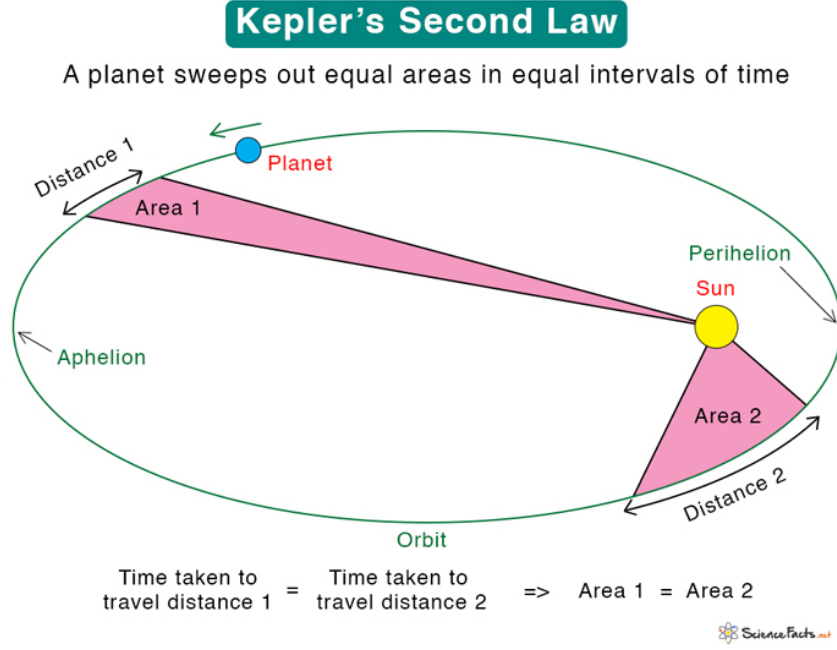 Kepler's Second Law
A planet sweeps out equal areas in equal intervals of time
Distance 1
Planet
Area 1
Perihelion
Sun
Aphelion
Area 2
Distance 2
Orbit
Time taken to
travel distance 1
=
Time taken to
travel distance 2
=> Area 1 = Area 2
ScienceFacts.net